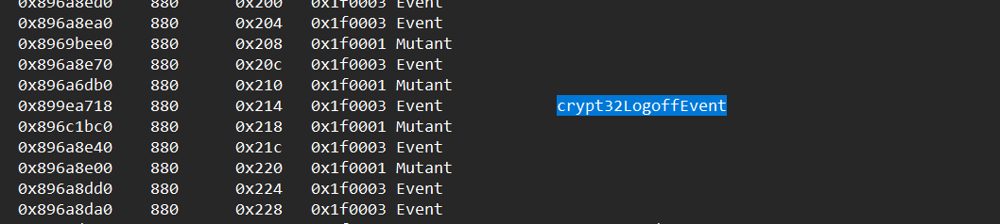 0x896a8ed0 880 0x200 0x1f0003 Event
0x896a8ea0 880 0x204 0x1f0003 Event
0x8969bee0 880 0x208 0x1f0001 Mutant
0x896a8e70 880 0x20c 0x1f0003 Event
0x896a6db0 880 0x210 0x1f0001 Mutant
0x899ea718 880 0x214 0x1f0003 Event crypt32LogoffEvent
0x896c1bc0 880 0x218 0x1f0001 Mutant
0x896a8e40 880 0x21c 0x1f0003 Event
0x896a8e00 880 0x220 0x1f0001 Mutant
0x896a8dd0 880 0x224 0x1f0003 Event
0x896a8da0 880 0x228 0x1f0003 Event